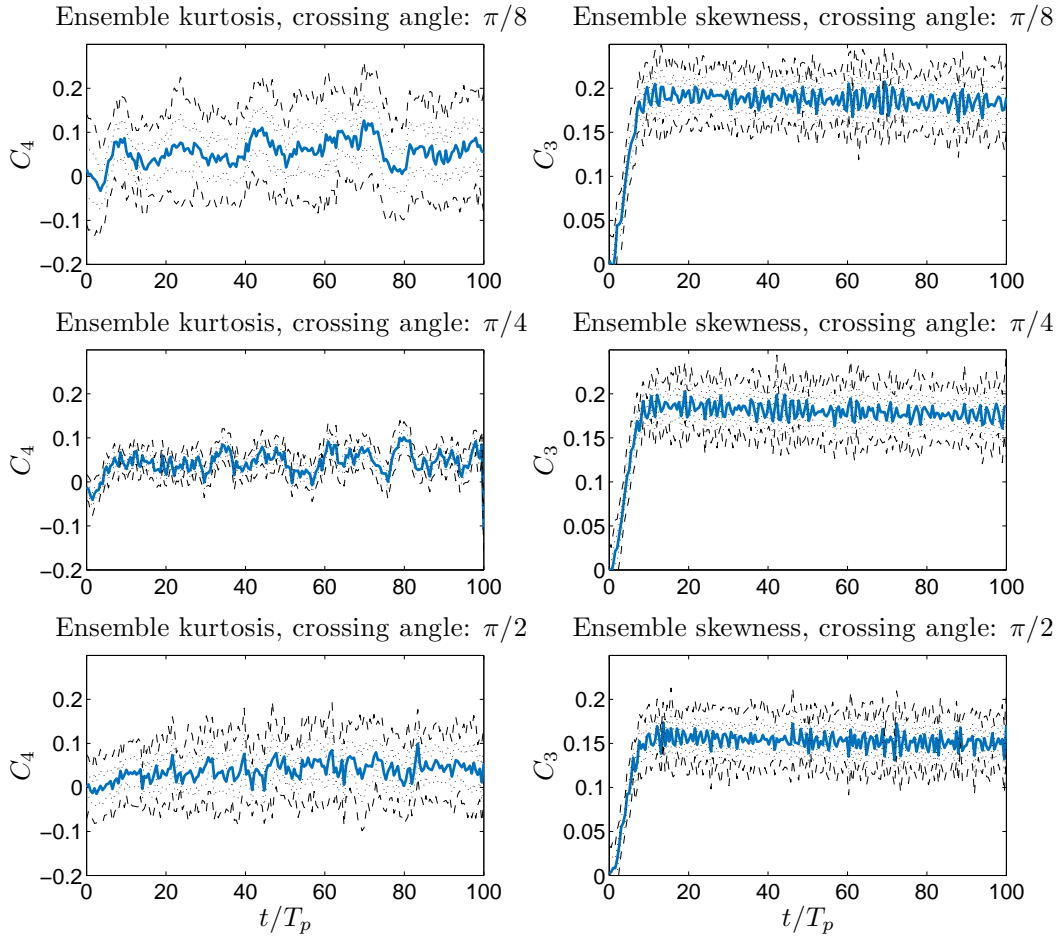 Ensemble kurtosis, crossing angle: π/8
Ensemble skewness, crossing angle: π/8
C4
0.2
0.1
0
−0.1
−0.2
0 20 40 60 80 100
C3
0.2
0.15
0.1
0.05
0
0 20 40 60 80 100
Ensemble kurtosis, crossing angle: π/4
Ensemble skewness, crossing angle: π/4
C4
0.2
0.1
0
−0.1
−0.2
0 20 40 60 80 100
C3
0.2
0.15
0.1
0.05
0
0 20 40 60 80 100
Ensemble kurtosis, crossing angle: π/2
Ensemble skewness, crossing angle: π/2
C4
0.2
0.1
0
−0.1
−0.2
0 20 40 60 80 100
t/Tp
C3
0.2
0.15
0.1
0.05
0
0 20 40 60 80 100
t/Tp